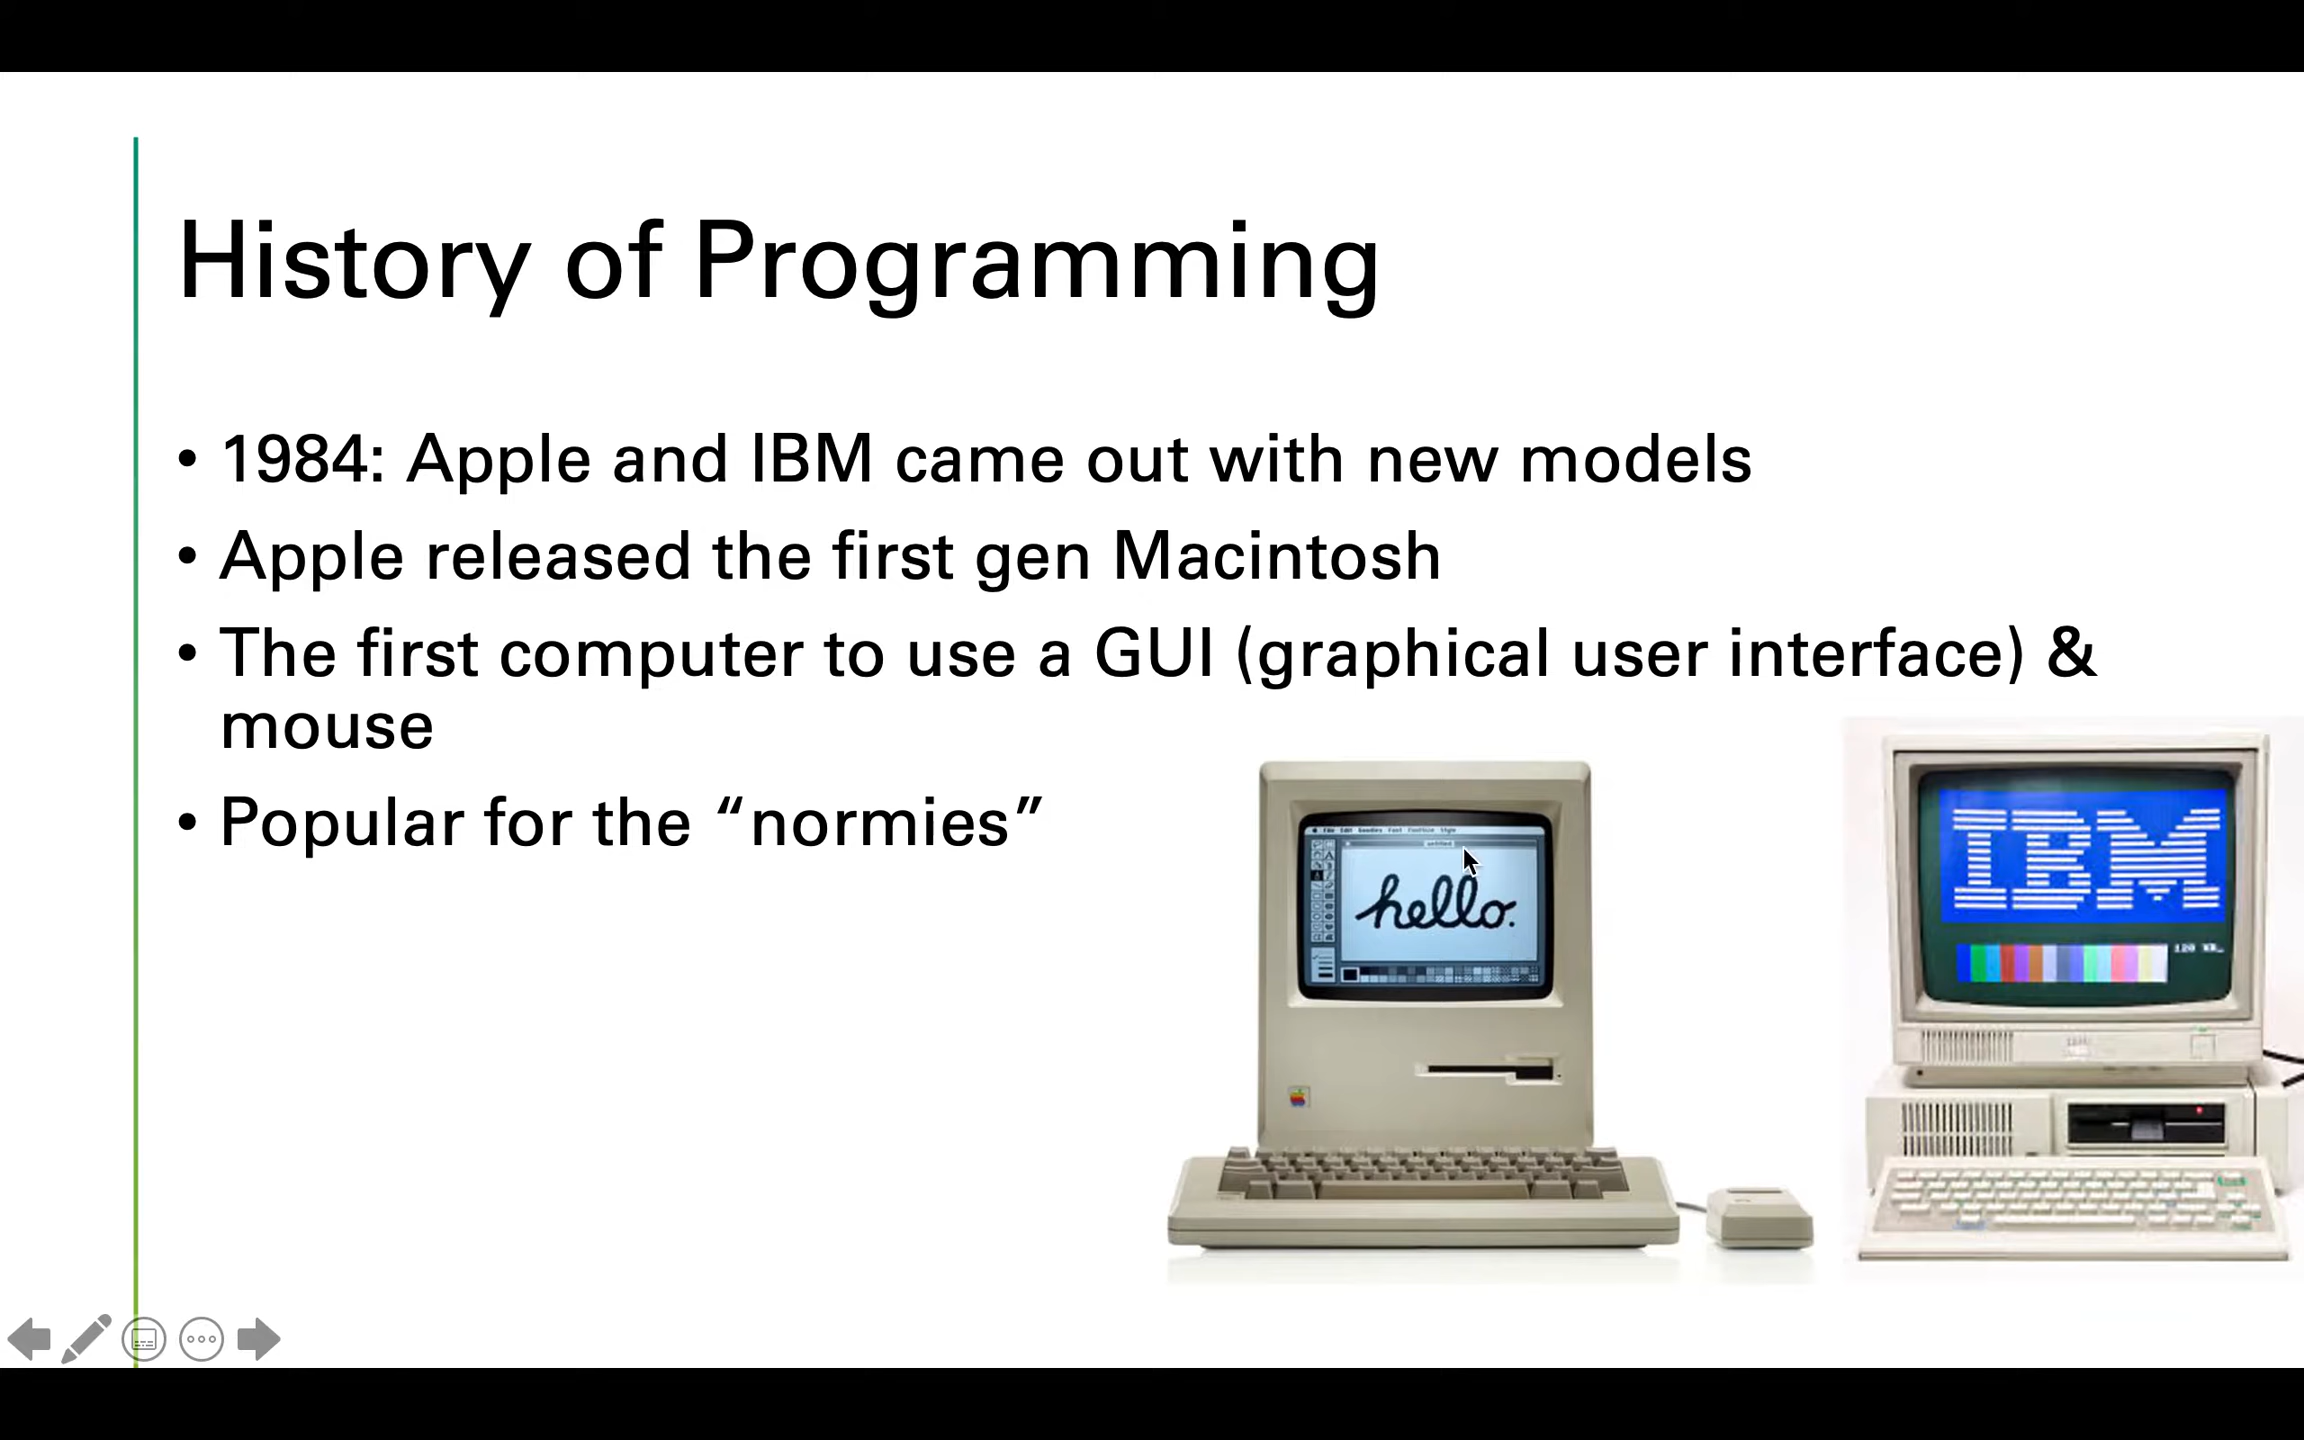 History of Programming
• 1984: Apple and IBM came out with new models
• Apple released the first gen Macintosh
• The first computer to use a GUI (graphical user interface) &
mouse
• Popular for the “normies”
hello.
IBM